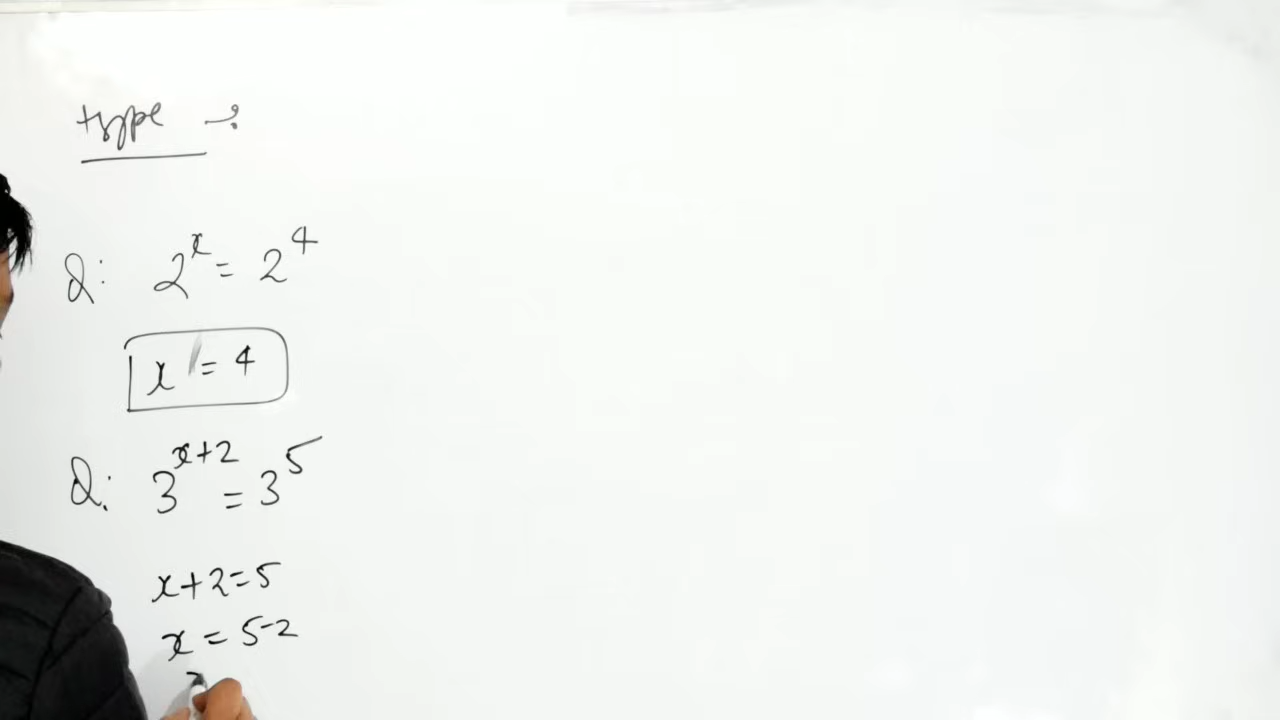 type :
Q: 2^x = 2^4
x = 4
Q: 3^{x+2} = 3^5
x+2=5
x = 5-2